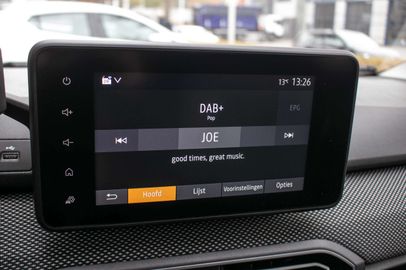 13°C 13:26
DAB+
EPG
Pop
JOE
good times, great music.
Hoofd Lijst Voorinstellingen Opties